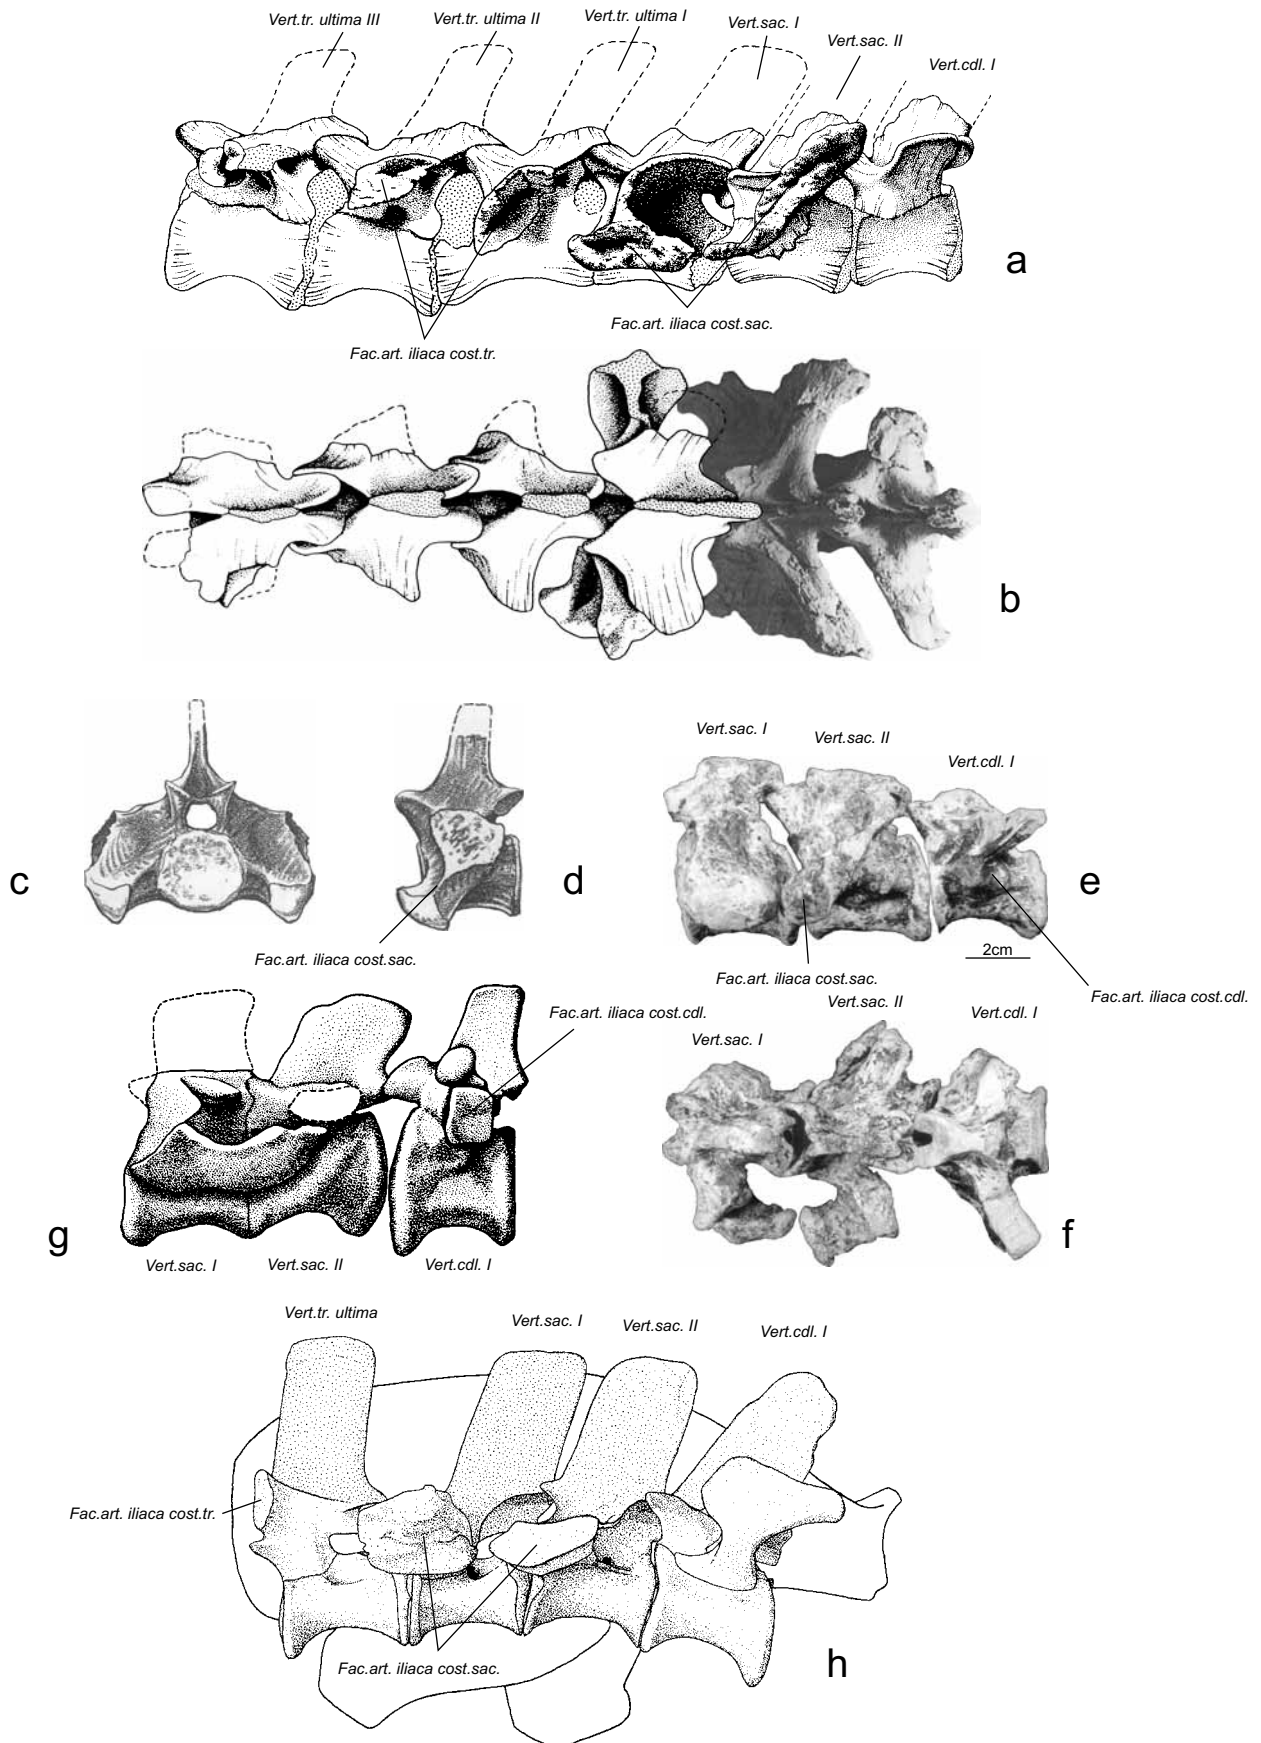 Vert.tr. ultima III
Vert.tr. ultima II
Vert.tr. ultima I
Vert.sac. I
Vert.sac. II
Vert.cdl. I
a
Fac.art. iliaca cost.sac.
Fac.art. iliaca cost.tr.
b
Vert.sac. I
Vert.sac. II
Vert.cdl. I
c
d
e
2cm
Fac.art. iliaca cost.sac.
Fac.art. iliaca cost.sac.
Fac.art. iliaca cost.cdl.
Vert.sac. II
Fac.art. iliaca cost.cdl.
Vert.cdl. I
Vert.sac. I
g
f
Vert.sac. I
Vert.sac. II
Vert.cdl. I
Vert.tr. ultima
Vert.sac. I
Vert.sac. II
Vert.cdl. I
Fac.art. iliaca cost.tr.
Fac.art. iliaca cost.sac.
h